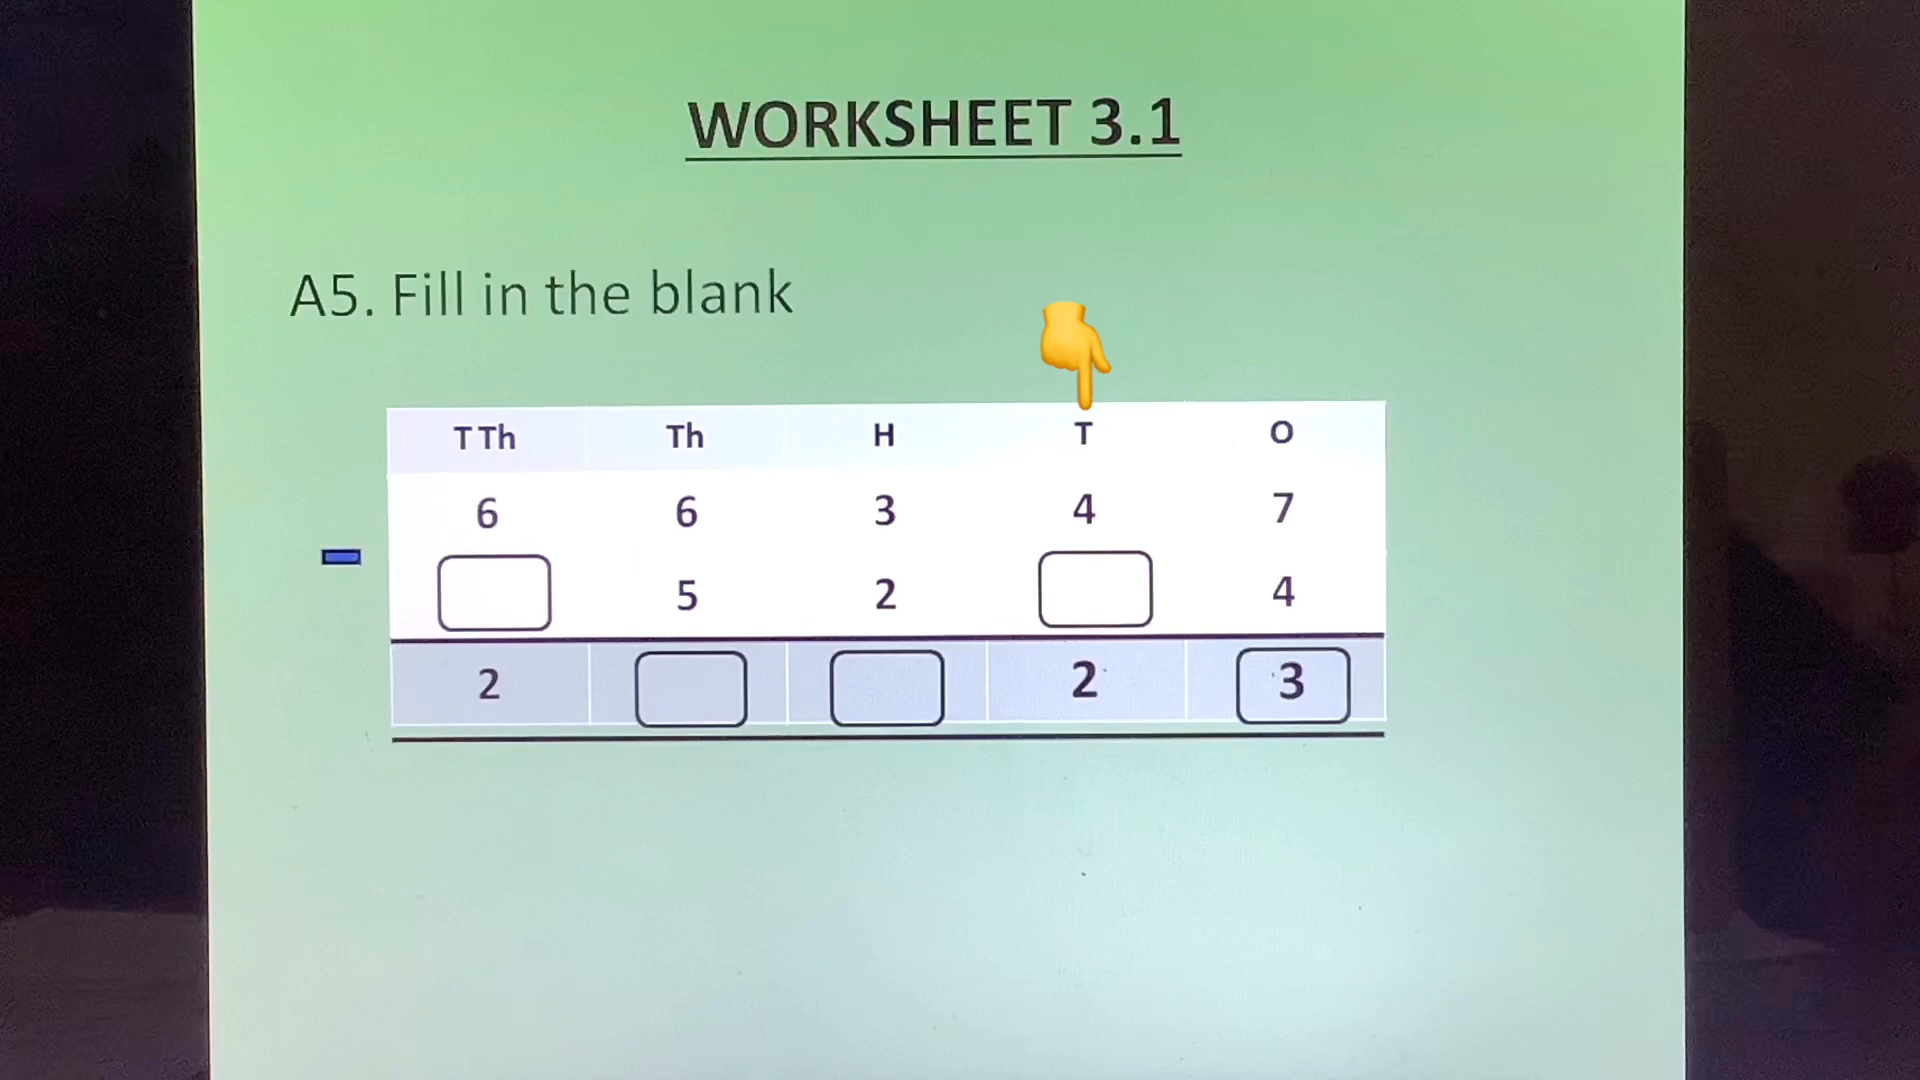 WORKSHEET 3.1
A5. Fill in the blank
T Th Th H T O
6 6 3 4 7
5 2 4
2 2 3